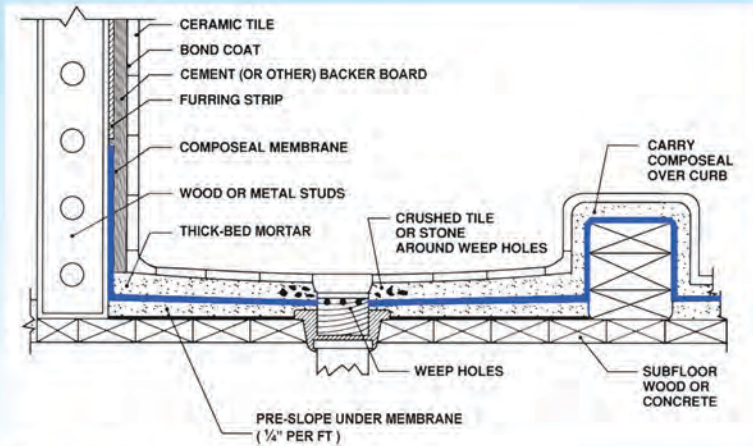 CERAMIC TILE
BOND COAT
CEMENT (OR OTHER) BACKER BOARD
FURRING STRIP
COMPOSEAL MEMBRANE
WOOD OR METAL STUDS
THICK-BED MORTAR
CRUSHED TILE
OR STONE
AROUND WEEP HOLES
CARRY
COMPOSEAL
OVER CURB
WEEP HOLES
SUBFLOOR
WOOD OR
CONCRETE
PRE-SLOPE UNDER MEMBRANE
( ¼" PER FT )